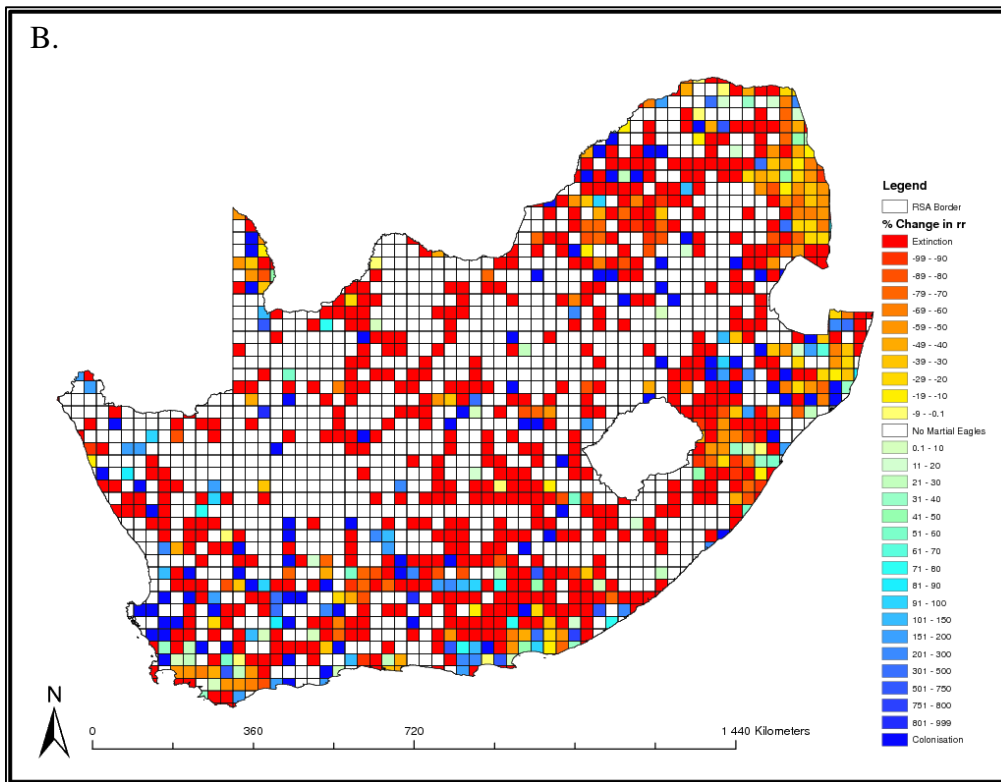 B.
Legend
RSA Border
% Change in rr
Extinction
-99 - -90
-89 - -80
-79 - -70
-69 - -60
-59 - -50
-49 - -40
-39 - -30
-29 - -20
-19 - -10
-9 - -0.1
No Martial Eagles
0.1 - 10
11 - 20
21 - 30
31 - 40
41 - 50
51 - 60
61 - 70
71 - 80
81 - 90
91 - 100
101 - 150
151 - 200
201 - 300
301 - 500
501 - 750
751 - 800
801 - 999
Colonisation
N
0 360 720 1 440 Kilometers